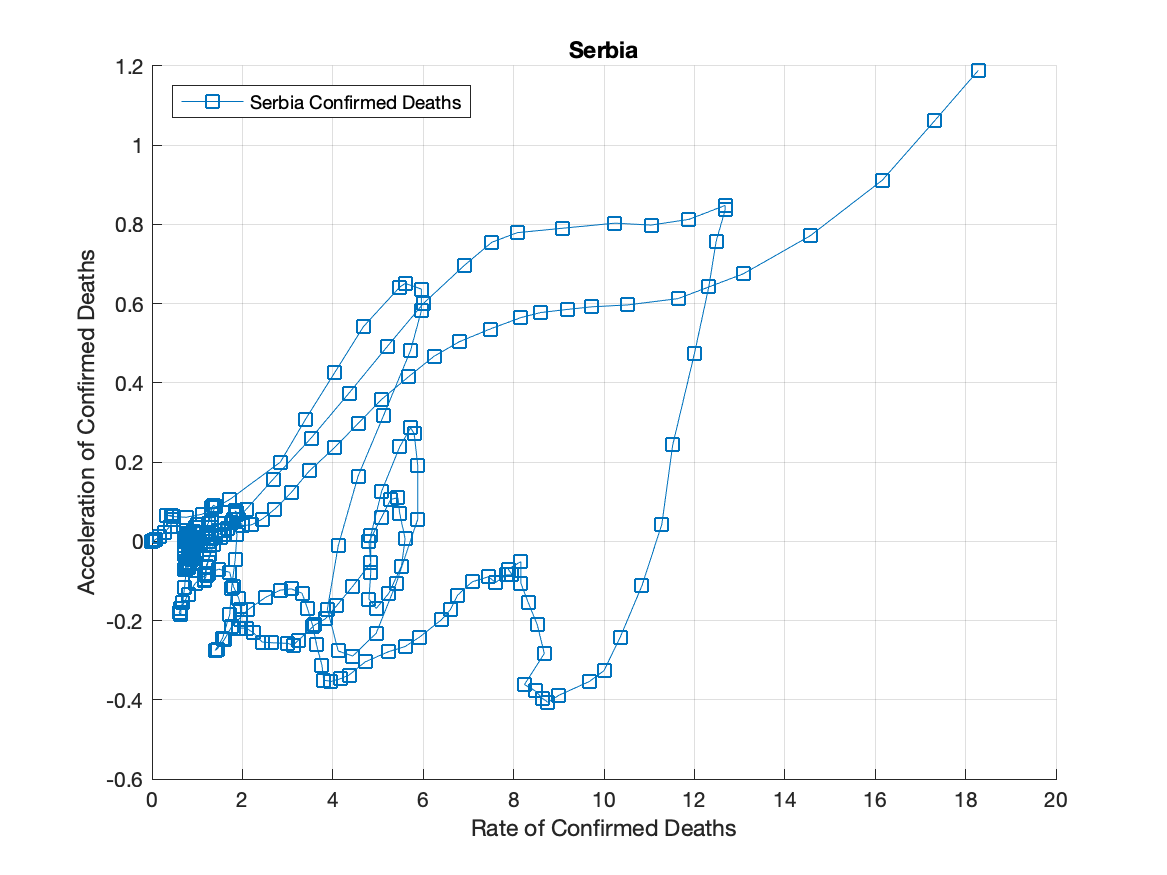 Serbia
Serbia Confirmed Deaths
1.2
1
0.8
0.6
0.4
0.2
0
-0.2
-0.4
-0.6
Acceleration of Confirmed Deaths
0 2 4 6 8 10 12 14 16 18 20
Rate of Confirmed Deaths